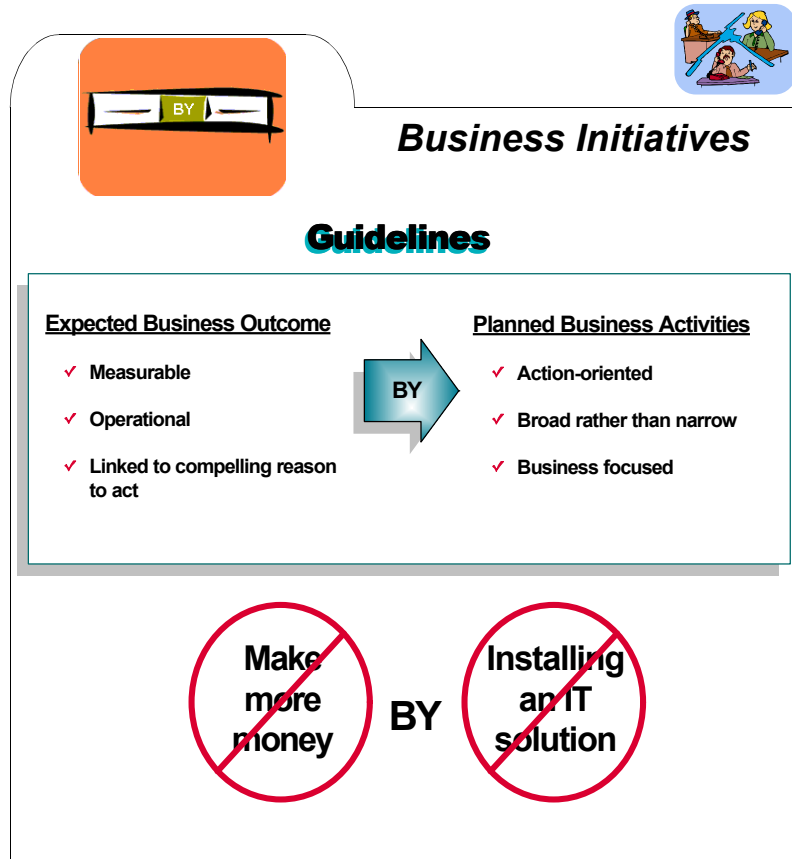 BY
Business Initiatives
Guidelines
Expected Business Outcome
Measurable
Operational
Linked to compelling reason
to act
BY
Planned Business Activities
Action-oriented
Broad rather than narrow
Business focused
Make
more
money
BY
Installing
an IT
solution